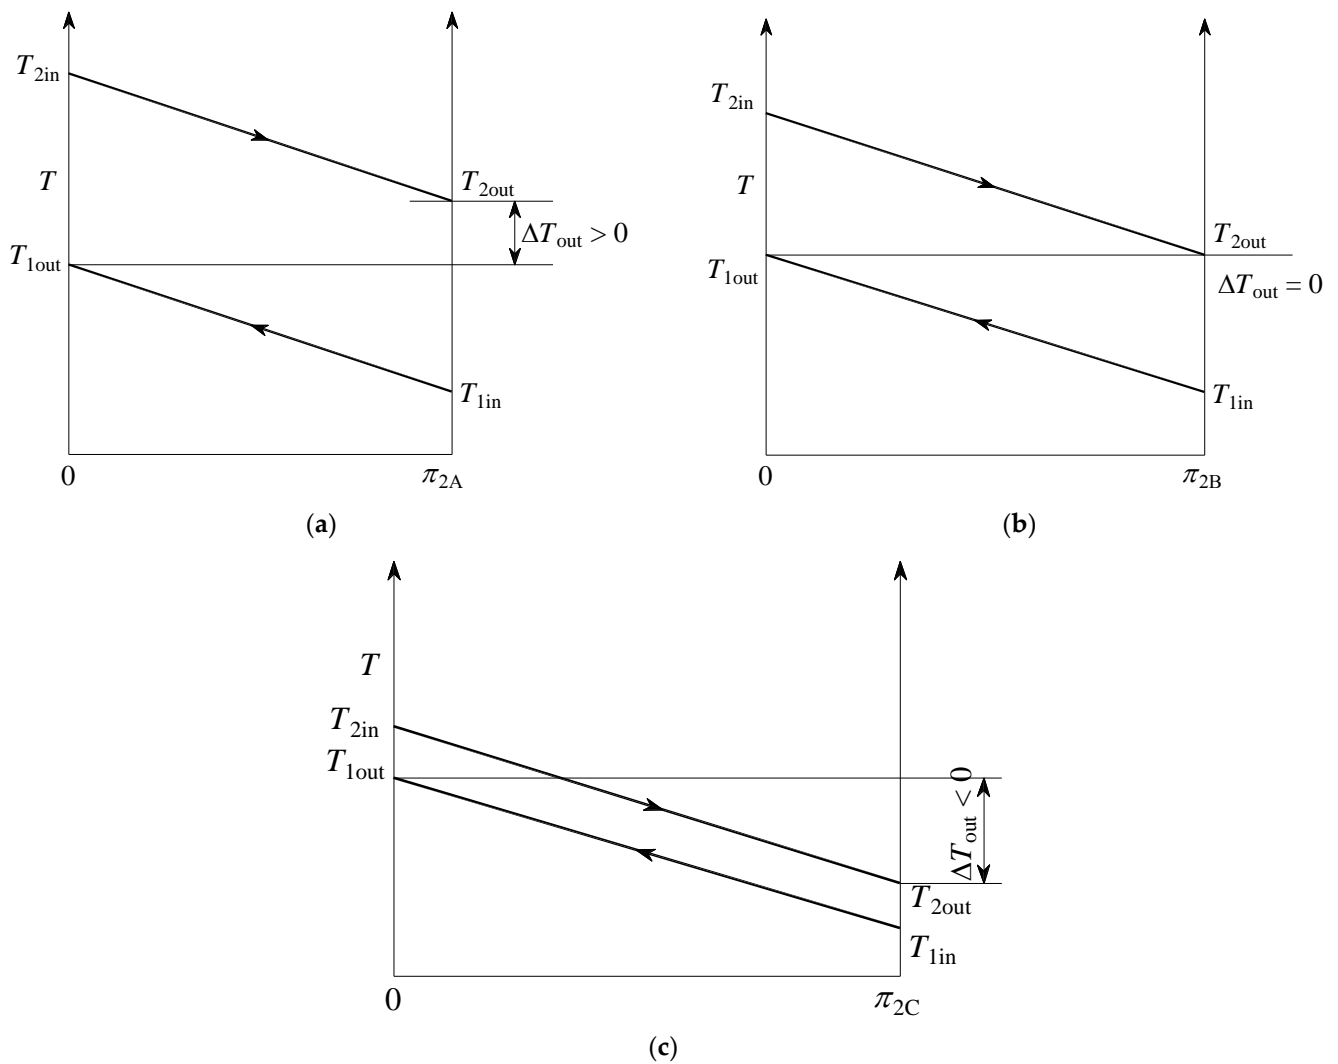 T2in
T
T1out
T2out
ΔTout > 0
T1in
0
π2A
(a)
T2in
T
T1out
T2out
ΔTout = 0
T1in
0
π2B
(b)
T
T2in
T1out
ΔTout < 0
T2out
T1in
0
π2C
(c)